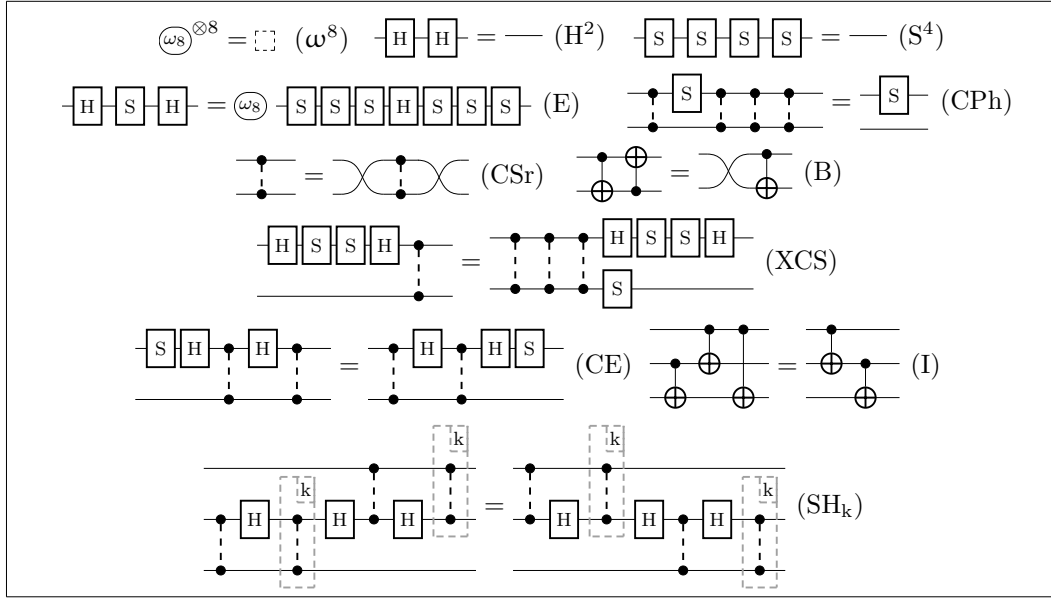 ω₈ ⊗8 = (ω⁸) H H = (H²) S S S S = (S⁴)
H S H = ω₈ S S S H S S S (E) S = S (CPh)
= (CSr) = (B)
H S S H = H S S H S (XCS)
S H H = H H S (CE) = (I)
k k
H k H H = H H H k (SHₖ)